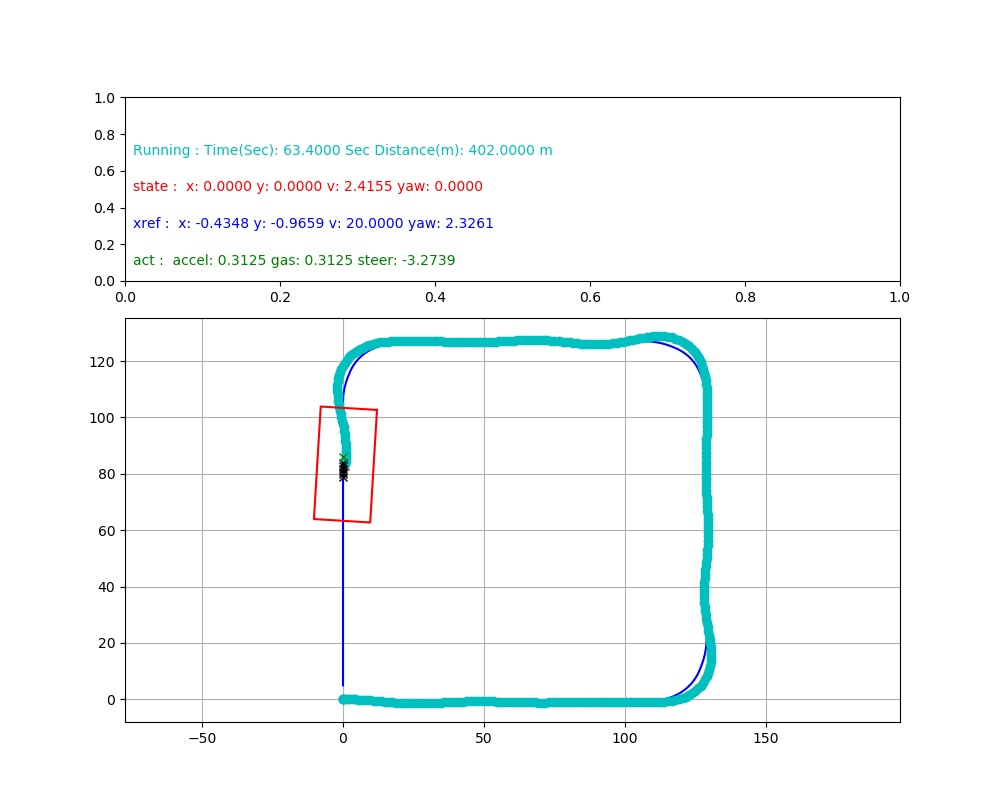 1.0
0.8
Running : Time(Sec): 63.4000 Sec Distance(m): 402.0000 m
0.6
state :  x: 0.0000 y: 0.0000 v: 2.4155 yaw: 0.0000
0.4
xref :  x: -0.4348 y: -0.9659 v: 20.0000 yaw: 2.3261
0.2
act :  accel: 0.3125 gas: 0.3125 steer: -3.2739
0.0
0.0 0.2 0.4 0.6 0.8 1.0
120
100
80
60
40
20
0
−50 0 50 100 150